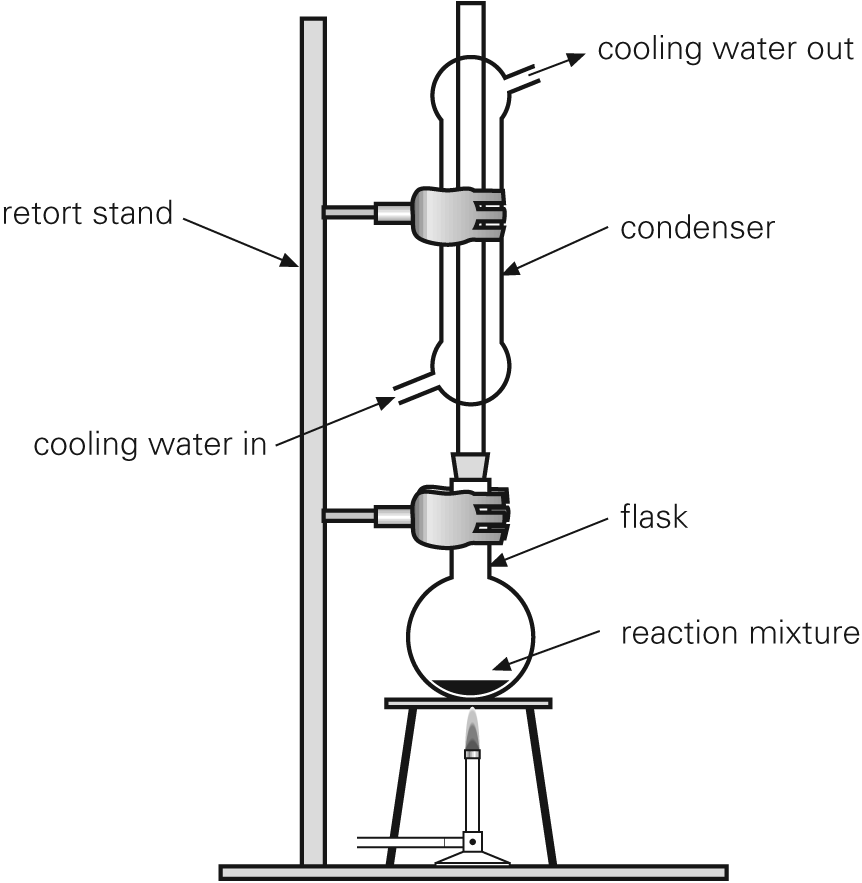 cooling water out
retort stand
condenser
cooling water in
flask
reaction mixture